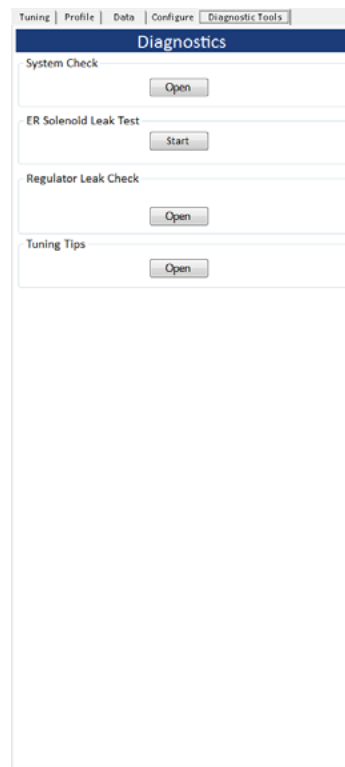 Tuning | Profile | Data | Configure | Diagnostic Tools
Diagnostics
System Check
Open
ER Solenoid Leak Test
Start
Regulator Leak Check
Open
Tuning Tips
Open